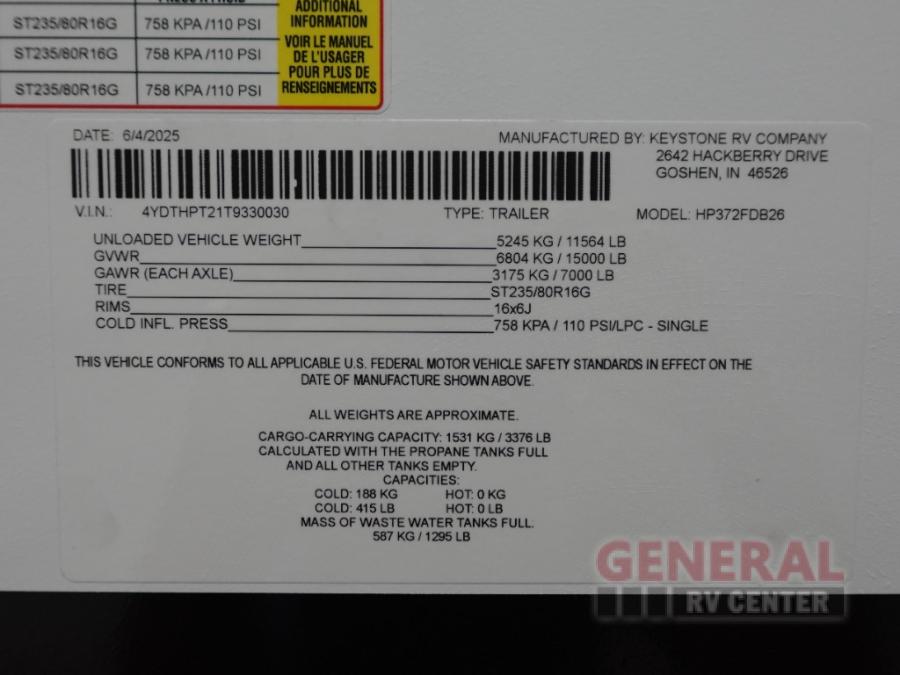 ADDITIONAL
INFORMATION
ST235/80R16G 758 KPA/110 PSI
ST235/80R16G 758 KPA/110 PSI
ST235/80R16G 758 KPA/110 PSI
VOIR LE MANUEL
DE L'USAGER
POUR PLUS DE
RENSEIGNEMENTS
DATE: 6/4/2025
MANUFACTURED BY: KEYSTONE RV COMPANY
2642 HACKBERRY DRIVE
GOSHEN, IN 46526
V.I.N.: 4YDTHPT21T9330030 TYPE: TRAILER MODEL: HP372FDB26
UNLOADED VEHICLE WEIGHT 5245 KG / 11564 LB
GVWR 6804 KG / 15000 LB
GAWR (EACH AXLE) 3175 KG / 7000 LB
TIRE ST235/80R16G
RIMS 16x6J
COLD INFL. PRESS 758 KPA / 110 PSI/LPC - SINGLE
THIS VEHICLE CONFORMS TO ALL APPLICABLE U.S. FEDERAL MOTOR VEHICLE SAFETY STANDARDS IN EFFECT ON THE
DATE OF MANUFACTURE SHOWN ABOVE.
ALL WEIGHTS ARE APPROXIMATE.
CARGO-CARRYING CAPACITY: 1531 KG / 3376 LB
CALCULATED WITH THE PROPANE TANKS FULL
AND ALL OTHER TANKS EMPTY.
CAPACITIES:
COLD: 188 KG HOT: 0 KG
COLD: 415 LB HOT: 0 LB
MASS OF WASTE WATER TANKS FULL.
587 KG / 1295 LB
GENERAL
RV CENTER